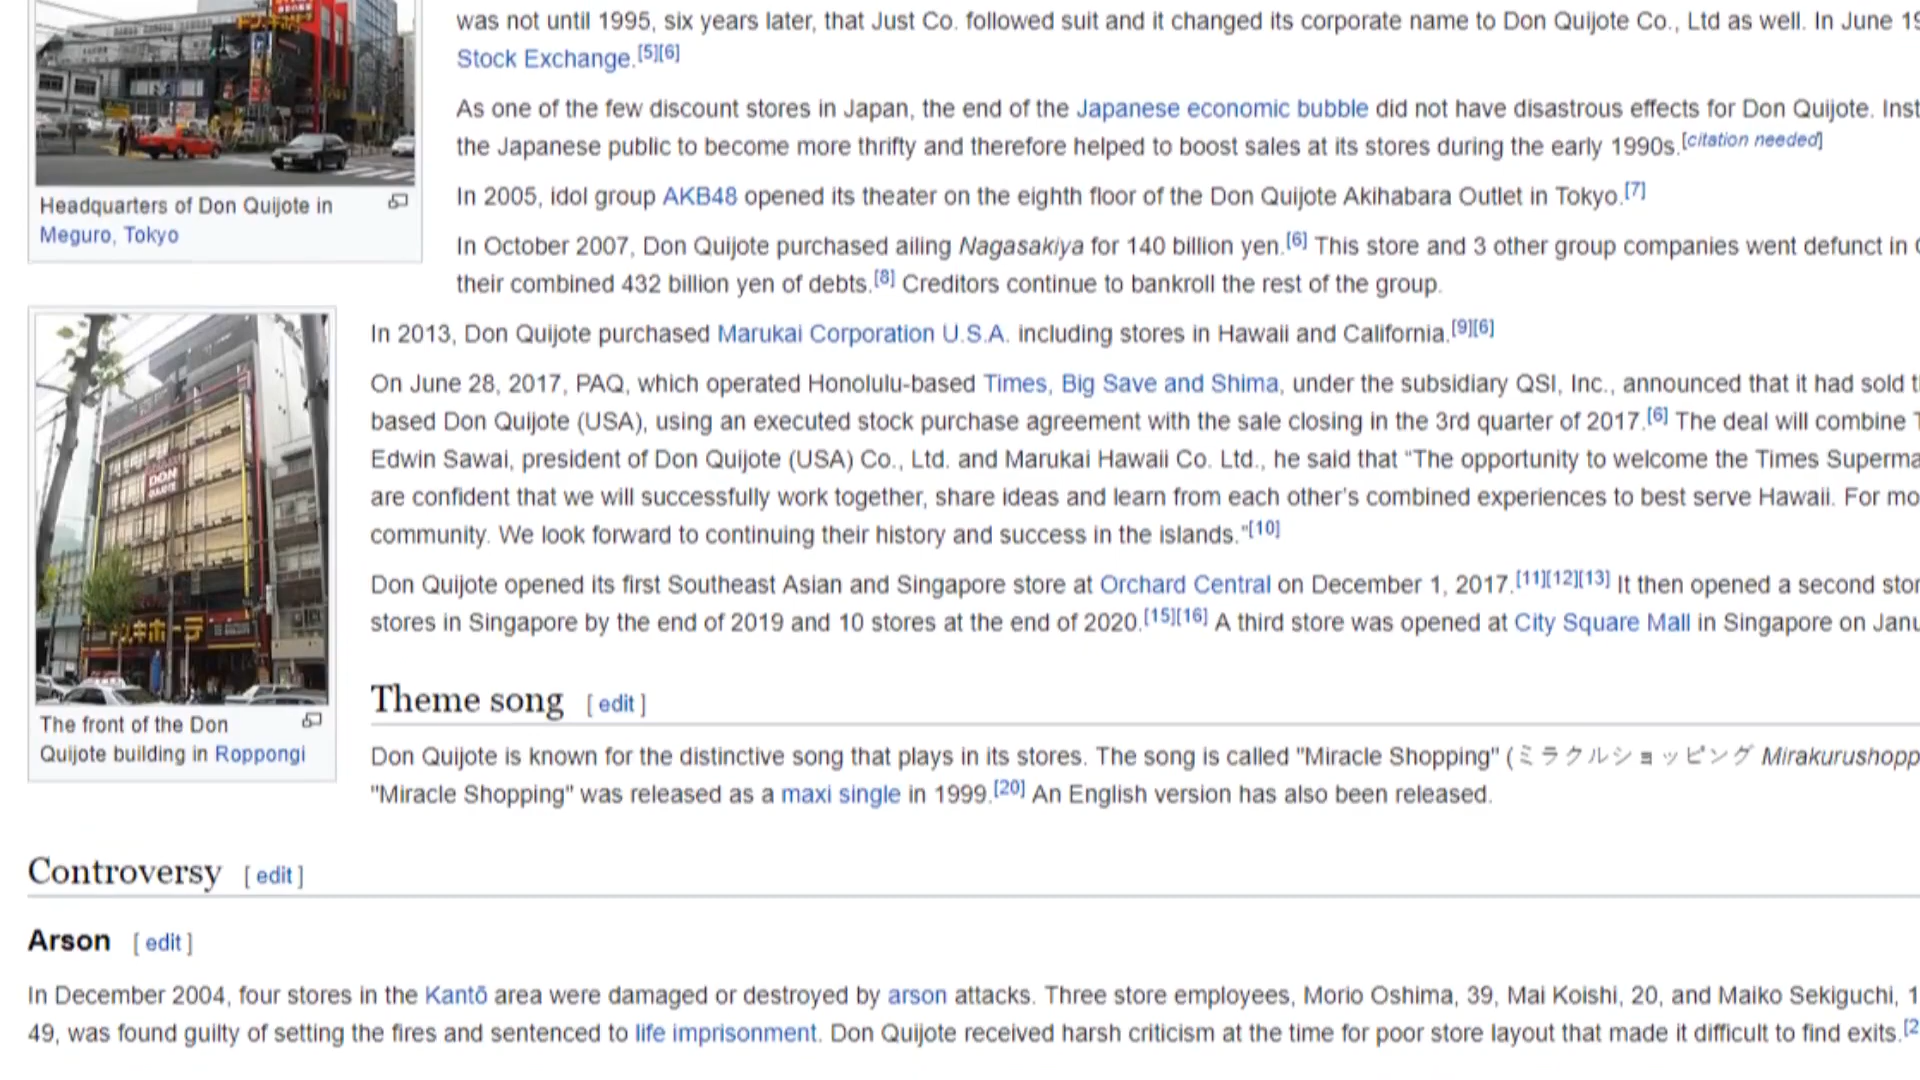 was not until 1995, six years later, that Just Co. followed suit and it changed its corporate name to Don Quijote Co., Ltd as well. In June
Stock Exchange.[5][6]
As one of the few discount stores in Japan, the end of the Japanese economic bubble did not have disastrous effects for Don Quijote.
the Japanese public to become more thrifty and therefore helped to boost sales at its stores during the early 1990s.[citation needed]
In 2005, idol group AKB48 opened its theater on the eighth floor of the Don Quijote Akihabara Outlet in Tokyo.[7]
In October 2007, Don Quijote purchased ailing Nagasakiya for 140 billion yen.[6] This store and 3 other group companies went defunct in
their combined 432 billion yen of debts.[8] Creditors continue to bankroll the rest of the group.
Headquarters of Don Quijote in
Meguro, Tokyo
In 2013, Don Quijote purchased Marukai Corporation U.S.A. including stores in Hawaii and California.[9][6]
On June 28, 2017, PAQ, which operated Honolulu-based Times, Big Save and Shima, under the subsidiary QSI, Inc., announced that it had sold
based Don Quijote (USA), using an executed stock purchase agreement with the sale closing in the 3rd quarter of 2017.[6] The deal will combine
Edwin Sawai, president of Don Quijote (USA) Co., Ltd. and Marukai Hawaii Co. Ltd., he said that “The opportunity to welcome the Times
are confident that we will successfully work together, share ideas and learn from each other's combined experiences to best serve Hawaii. For
community. We look forward to continuing their history and success in the islands."[10]
Don Quijote opened its first Southeast Asian and Singapore store at Orchard Central on December 1, 2017.[11][12][13] It then opened a second
stores in Singapore by the end of 2019 and 10 stores at the end of 2020.[15][16] A third store was opened at City Square Mall in Singapore on
DON
QUIJOTE
ドンキホーテ
The front of the Don
Quijote building in Roppongi
Theme song [ edit ]
Don Quijote is known for the distinctive song that plays in its stores. The song is called "Miracle Shopping" (ミラクルショッピング Mirakurushopp
"Miracle Shopping" was released as a maxi single in 1999.[20] An English version has also been released.
Controversy [ edit ]
Arson [ edit ]
In December 2004, four stores in the Kantō area were damaged or destroyed by arson attacks. Three store employees, Morio Oshima, 39, Mai Koishi, 20, and Maiko Sekiguchi,
49, was found guilty of setting the fires and sentenced to life imprisonment. Don Quijote received harsh criticism at the time for poor store layout that made it difficult to find exits.